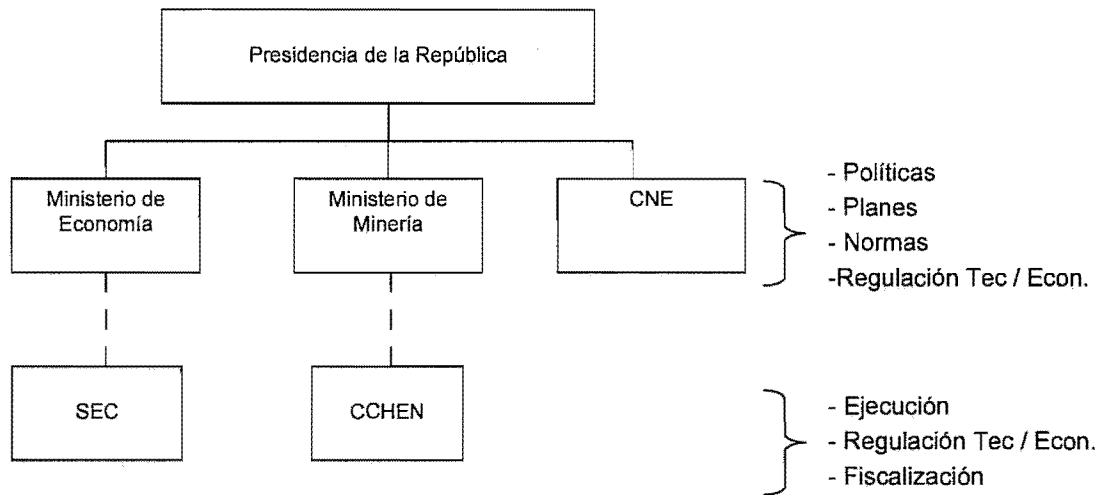 Presidencia de la República
Ministerio de
Economía
Ministerio de
Minería
CNE
- Políticas
- Planes
- Normas
-Regulación Tec / Econ.
SEC
CCHEN
- Ejecución
- Regulación Tec / Econ.
- Fiscalización